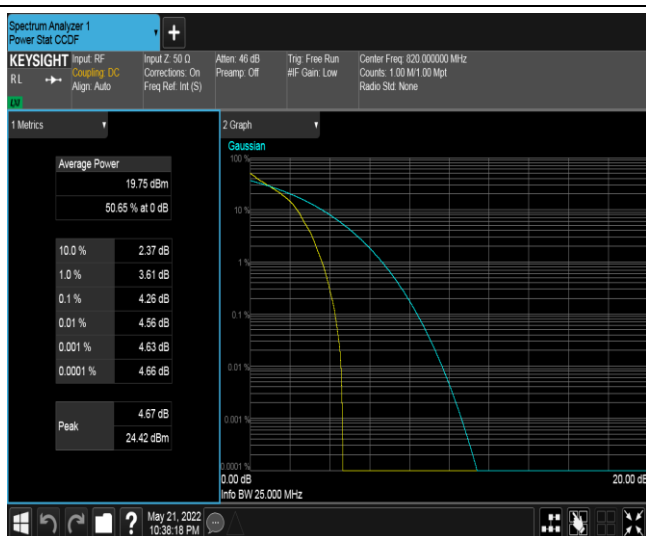 Spectrum Analyzer 1
Power Stat CCDF
KEYSIGHT
RL
Input: RF
Coupling: DC
Align: Auto
Input Z: 50 Ω
Corrections: On
Freq Ref: Int (S)
Atten: 46 dB
Preamp: Off
Trig: Free Run
#IF Gain: Low
Center Freq: 820.000000 MHz
Counts: 1.00 M/1.00 Mpt
Radio Std: None
1 Metrics
Average Power
19.75 dBm
50.65 % at 0 dB
10.0 % 2.37 dB
1.0 % 3.61 dB
0.1 % 4.26 dB
0.01 % 4.56 dB
0.001 % 4.63 dB
0.0001 % 4.66 dB
Peak
4.67 dB
24.42 dBm
2 Graph
Gaussian
100 %
10 %
1 %
0.1 %
0.01 %
0.001 %
0.0001 %
0.00 dB
20.00 dB
Info BW 25.000 MHz
?
May 21, 2022
10:38:18 PM